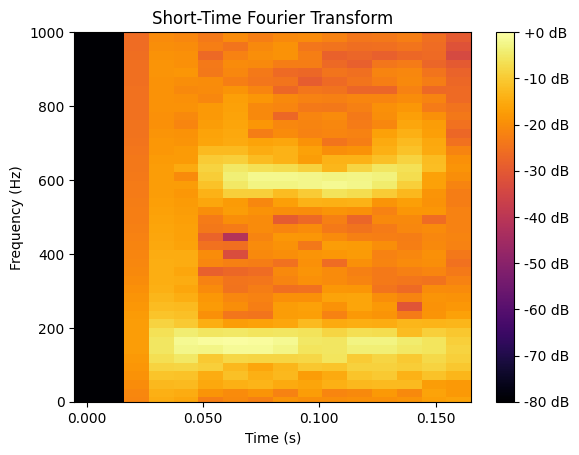 Short-Time Fourier Transform
1000
800
600
400
200
0
Frequency (Hz)
0.000
0.050
0.100
0.150
Time (s)
+0 dB
-10 dB
-20 dB
-30 dB
-40 dB
-50 dB
-60 dB
-70 dB
-80 dB